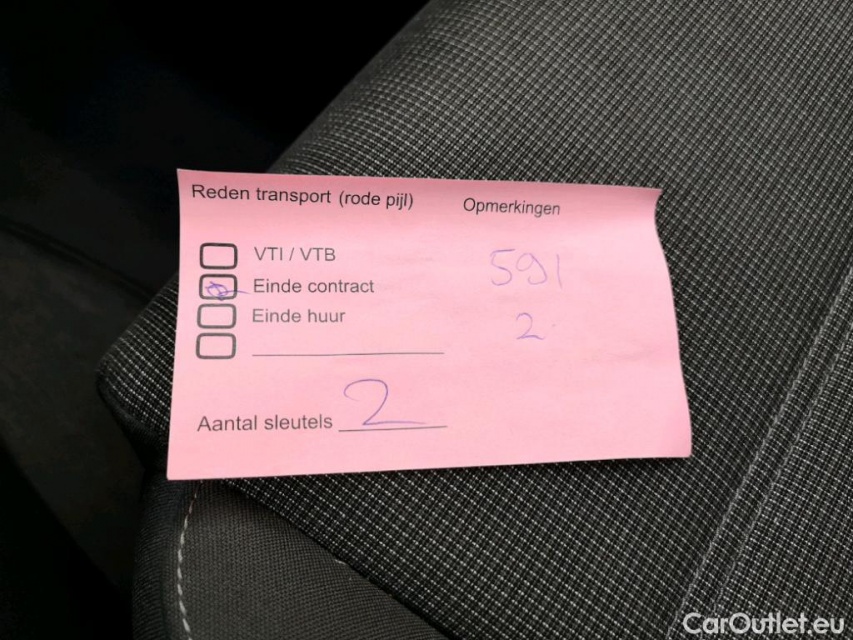 Reden transport (rode pijl)
Opmerkingen
VTI / VTB
591
Einde contract
Einde huur
2
Aantal sleutels 2
CarOutlet.eu